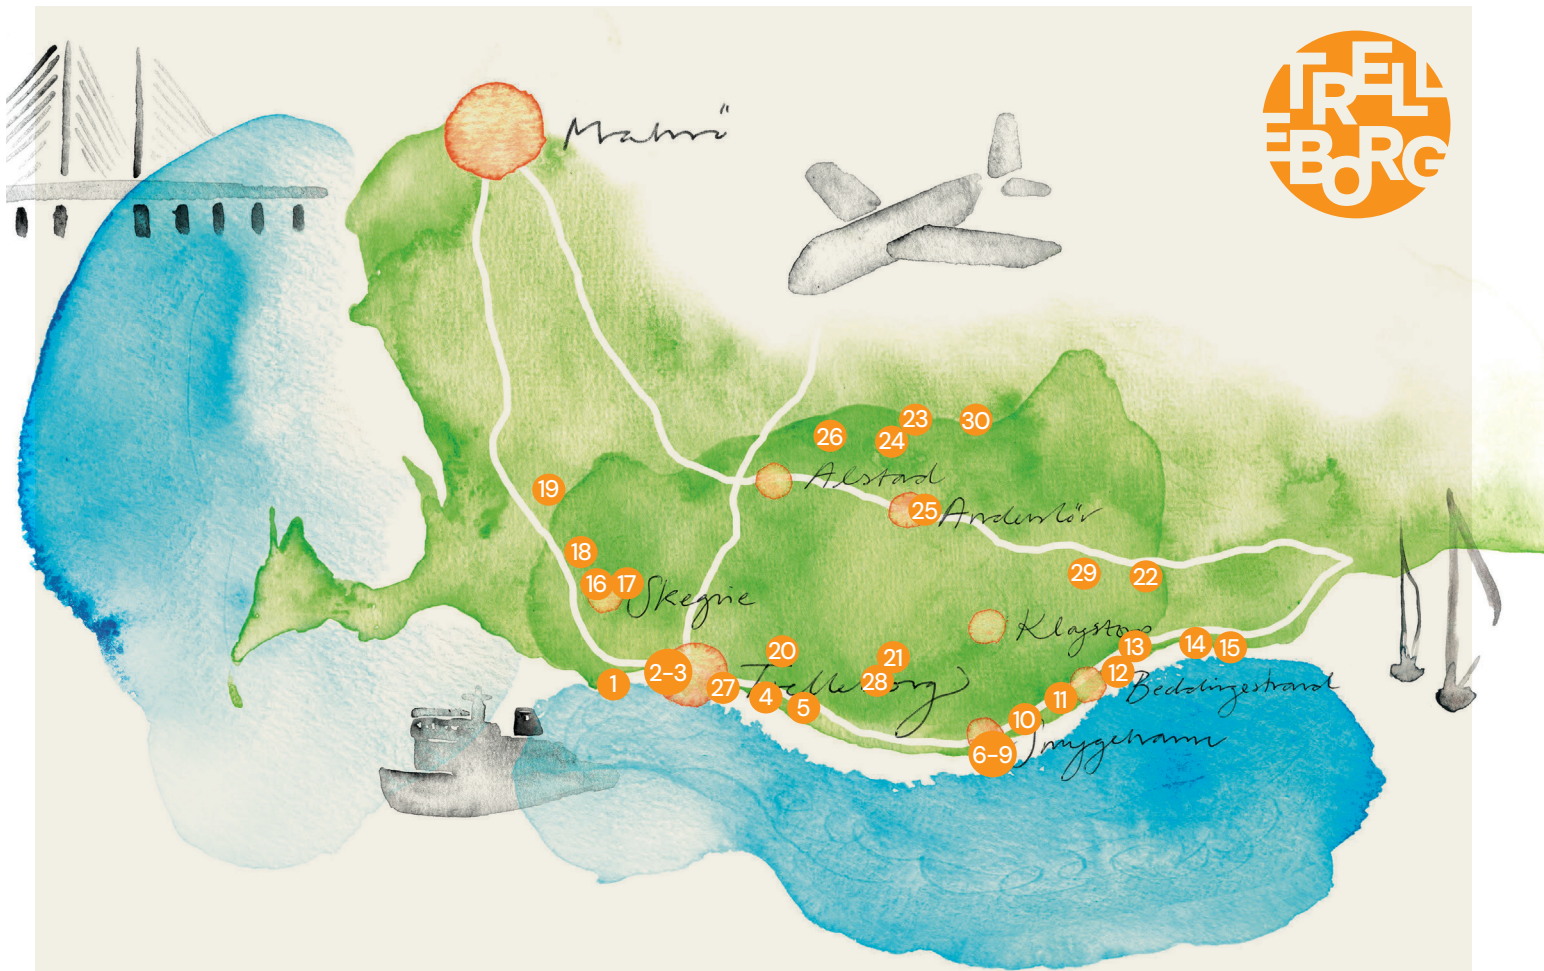 TRELLEBORG
Malmö
23
30
26
24
Alstad
19
25
Anderslöv
18
29
22
16
17
Skegrie
Klagstorp
13
14
15
20
21
2–3
12
1
27
Trelleborg
28
Beddingestrand
4
11
5
10
Smygehamn
6–9